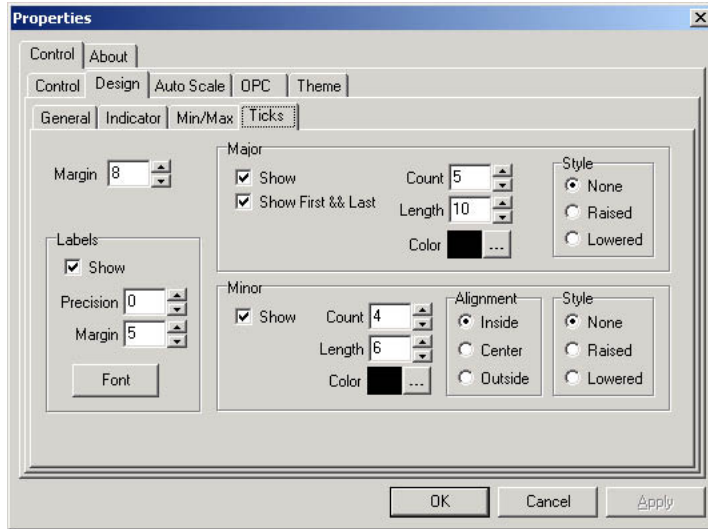 Properties
Control About
Control Design Auto Scale OPC Theme
General Indicator Min/Max Ticks
Margin 8
Major
Show
Show First && Last
Count 5
Length 10
Color ...
Style
None
Raised
Lowered
Labels
Show
Precision 0
Margin 5
Font
Minor
Show
Count 4
Length 6
Color ...
Alignment
Inside
Center
Outside
Style
None
Raised
Lowered
OK Cancel Apply